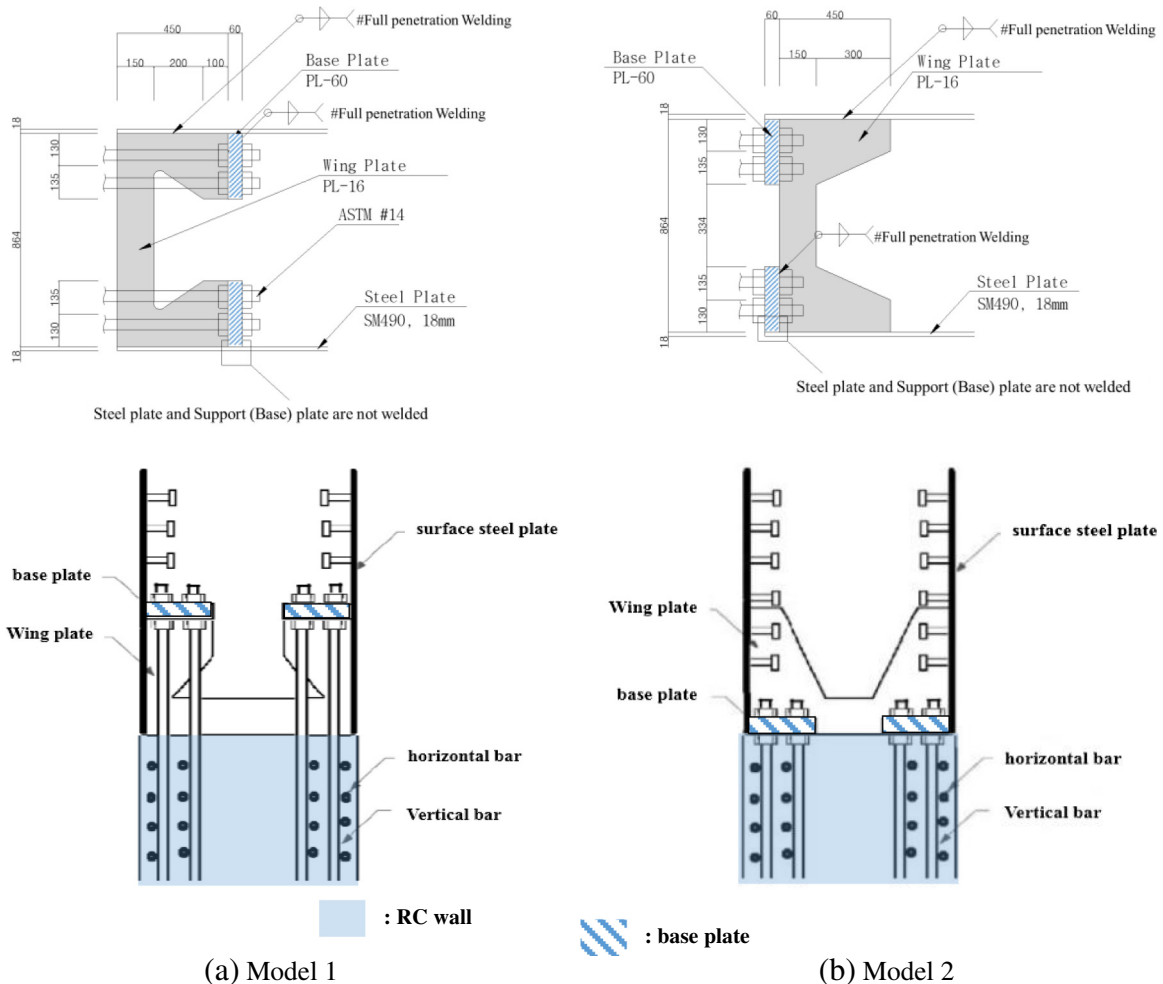 #Full penetration Welding
450
60
150
200
100
Base Plate
PL-60
#Full penetration Welding
18
130
135
864
135
130
18
Wing Plate
PL-16
ASTM #14
Steel Plate
SM490, 18mm
Steel plate and Support (Base) plate are not welded
60
450
150
300
#Full penetration Welding
Base Plate
PL-60
Wing Plate
PL-16
18
130
135
864
334
135
130
18
#Full penetration Welding
Steel Plate
SM490, 18mm
Steel plate and Support (Base) plate are not welded
surface steel plate
base plate
Wing plate
horizontal bar
Vertical bar
surface steel plate
Wing plate
base plate
horizontal bar
Vertical bar
: RC wall
: base plate
(a) Model 1
(b) Model 2